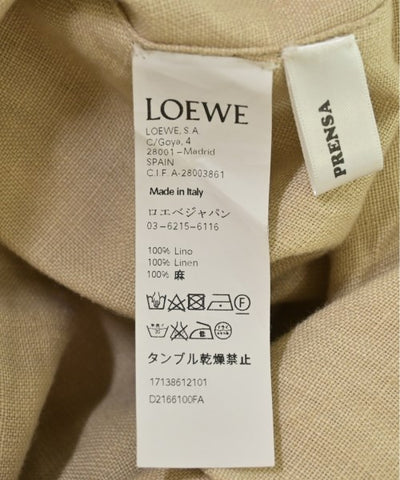 LOEWE
LOEWE, S.A.
C/Goya, 4
28001-Madrid
SPAIN
C.I.F. A-28003861
Made in Italy
ロエベジャパン
03-6215-6116
100% Lino
100% Linen
100% 麻
タンブル乾燥禁止
17138612101
D2166100FA
PRENSA